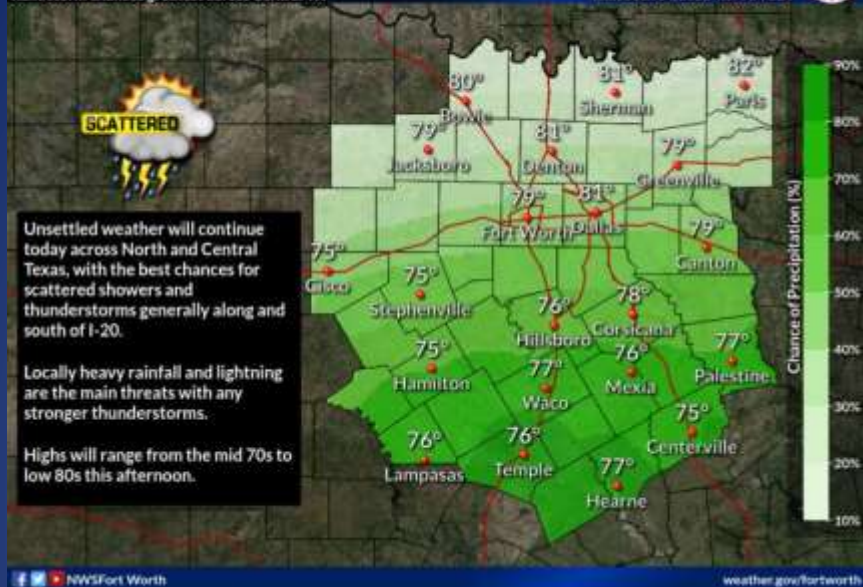 SCATTERED
Unsettled weather will continue
today across North and Central
Texas, with the best chances for
scattered showers and
thunderstorms generally along and
south of I-20.
Locally heavy rainfall and lightning
are the main threats with any
stronger thunderstorms.
Highs will range from the mid 70s to
low 80s this afternoon.
80°
Bowie
81°
Sherman
82°
Paris
79°
Jacksboro
81°
Denton
79°
Greenville
79°
Fort Worth
81°
Dallas
79°
Canton
75°
Cisco
75°
Stephenville
76°
Hillsboro
78°
Corsicana
75°
Hamilton
77°
Waco
76°
Mexia
77°
Palestine
76°
Lampasas
76°
Temple
75°
Centerville
77°
Hearne
Chance of Precipitation (%)
90%
80%
70%
60%
50%
40%
30%
20%
10%
NWSFort Worth
weather.gov/fortworth